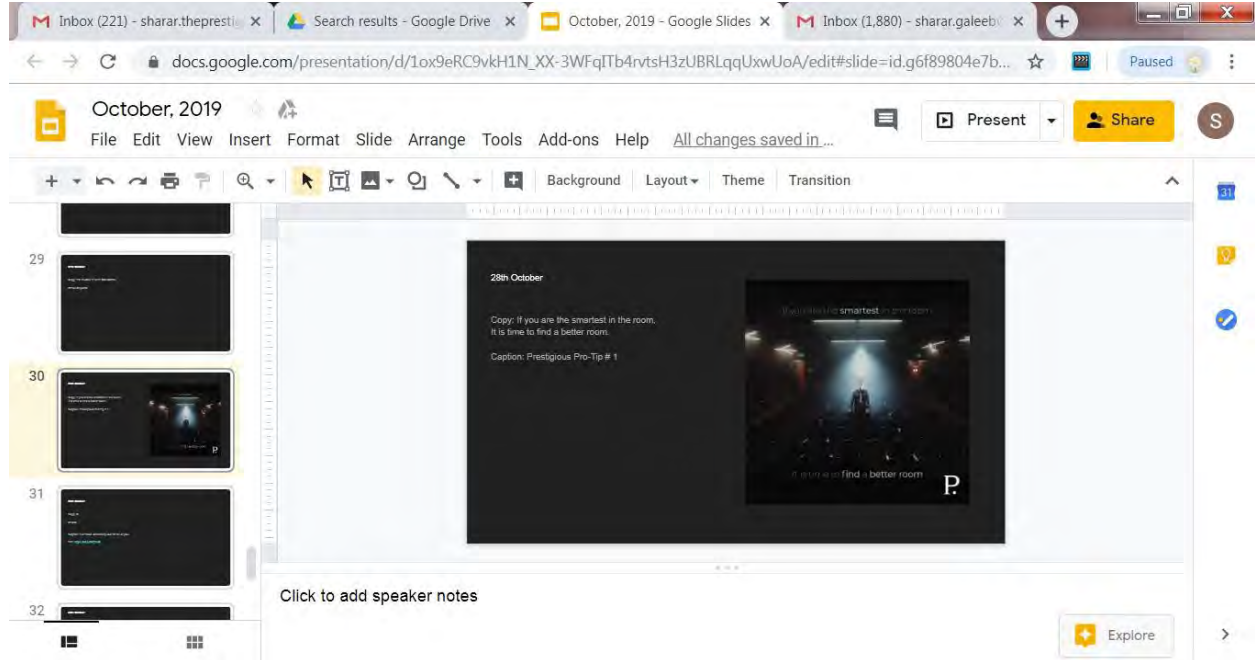 Inbox (221) - sharar.theprestig
Search results - Google Drive
October, 2019 - Google Slides
Inbox (1,880) - sharar.galeeb
docs.google.com/presentation/d/1ox9eRC9vkH1N_XX-3WFqITb4rvtsH3zUBRLqqUxwUoA/edit#slide=id.g6f89804e7b...
Paused
October, 2019
Present
Share
S
File Edit View Insert Format Slide Arrange Tools Add-ons Help All changes saved in ...
Background Layout Theme Transition
31
29
30
31
32
28th October
Copy: If you are the smartest in the room,
It is time to find a better room.
Caption: Prestigious Pro-Tip # 1
smartest
find a better room
P.
Click to add speaker notes
Explore